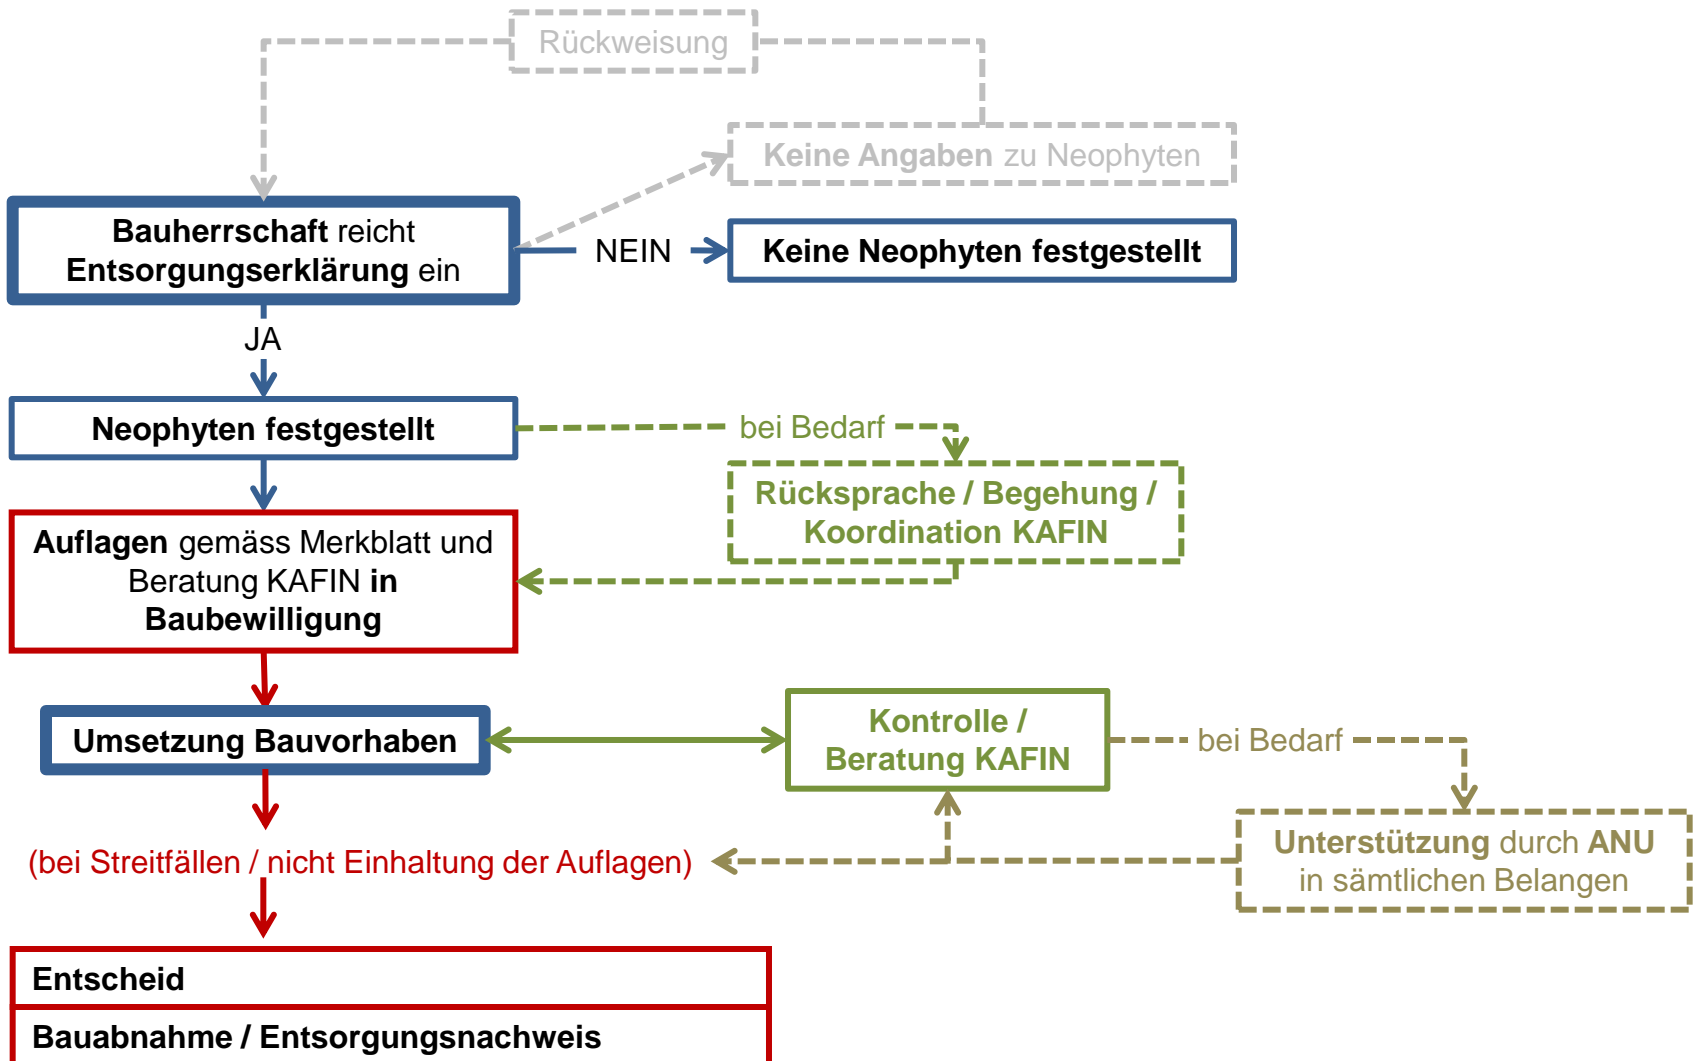 Rückweisung
Keine Angaben zu Neophyten
Bauherrschaft reicht
Entsorgungserklärung ein
NEIN
Keine Neophyten festgestellt
JA
Neophyten festgestellt
bei Bedarf
Rücksprache / Begehung /
Koordination KAFIN
Auflagen gemäss Merkblatt und
Beratung KAFIN in
Baubewilligung
Umsetzung Bauvorhaben
Kontrolle /
Beratung KAFIN
bei Bedarf
Unterstützung durch ANU
in sämtlichen Belangen
(bei Streitfällen / nicht Einhaltung der Auflagen)
Entscheid
Bauabnahme / Entsorgungsnachweis